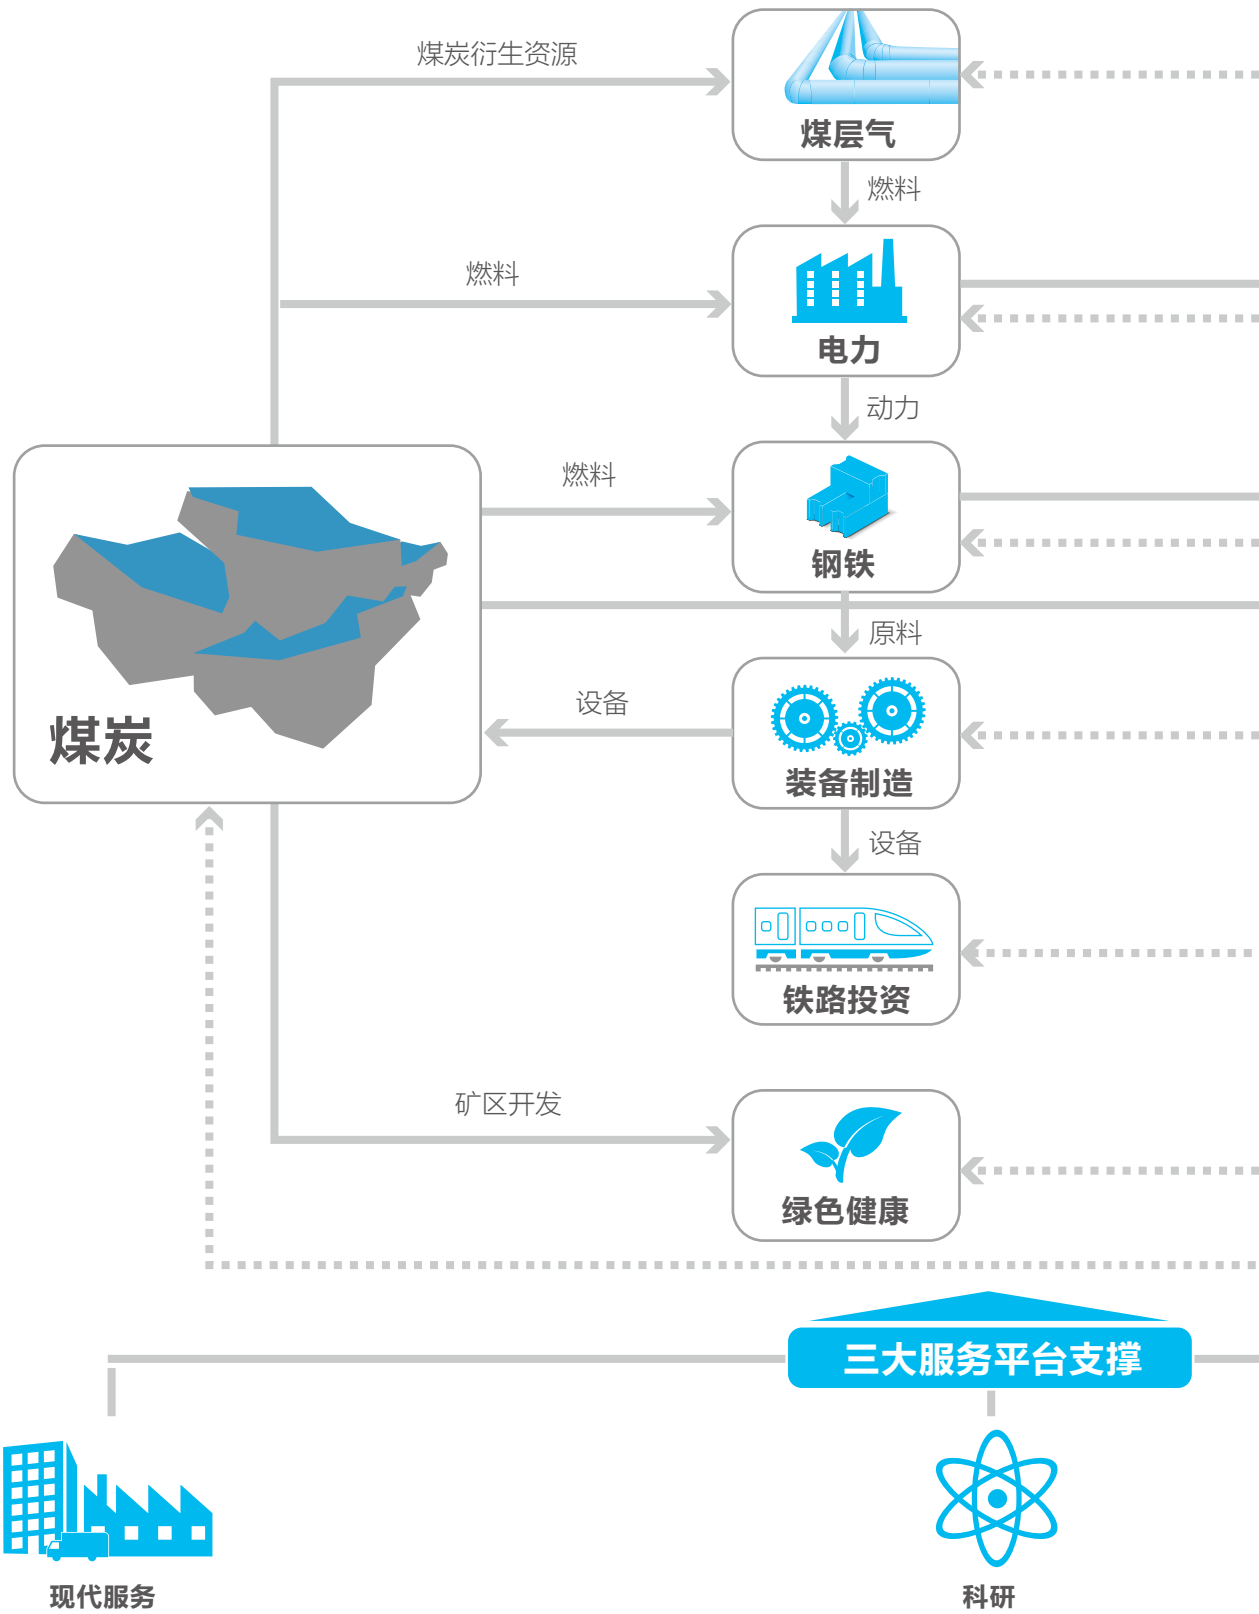 煤炭衍生资源
煤层气
燃料
燃料
电力
动力
燃料
钢铁
原料
设备
煤炭
装备制造
设备
铁路投资
矿区开发
绿色健康
三大服务平台支撑
现代服务
科研